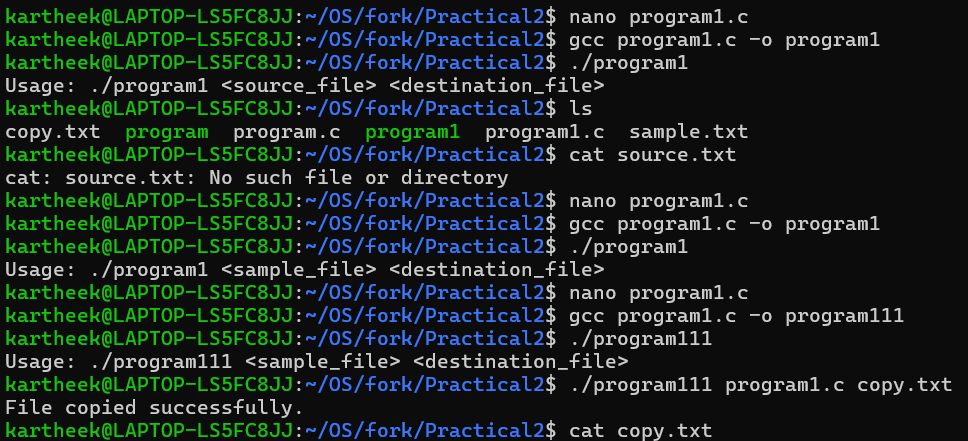 kartheek@LAPTOP-LS5FC8JJ:~/OS/fork/Practical2$ nano program1.c
kartheek@LAPTOP-LS5FC8JJ:~/OS/fork/Practical2$ gcc program1.c -o program1
kartheek@LAPTOP-LS5FC8JJ:~/OS/fork/Practical2$ ./program1
Usage: ./program1 <source_file> <destination_file>
kartheek@LAPTOP-LS5FC8JJ:~/OS/fork/Practical2$ ls
copy.txt  program  program.c  program1  program1.c  sample.txt
kartheek@LAPTOP-LS5FC8JJ:~/OS/fork/Practical2$ cat source.txt
cat: source.txt: No such file or directory
kartheek@LAPTOP-LS5FC8JJ:~/OS/fork/Practical2$ nano program1.c
kartheek@LAPTOP-LS5FC8JJ:~/OS/fork/Practical2$ gcc program1.c -o program1
kartheek@LAPTOP-LS5FC8JJ:~/OS/fork/Practical2$ ./program1
Usage: ./program1 <sample_file> <destination_file>
kartheek@LAPTOP-LS5FC8JJ:~/OS/fork/Practical2$ nano program1.c
kartheek@LAPTOP-LS5FC8JJ:~/OS/fork/Practical2$ gcc program1.c -o program111
kartheek@LAPTOP-LS5FC8JJ:~/OS/fork/Practical2$ ./program111
Usage: ./program111 <sample_file> <destination_file>
kartheek@LAPTOP-LS5FC8JJ:~/OS/fork/Practical2$ ./program111 program1.c copy.txt
File copied successfully.
kartheek@LAPTOP-LS5FC8JJ:~/OS/fork/Practical2$ cat copy.txt